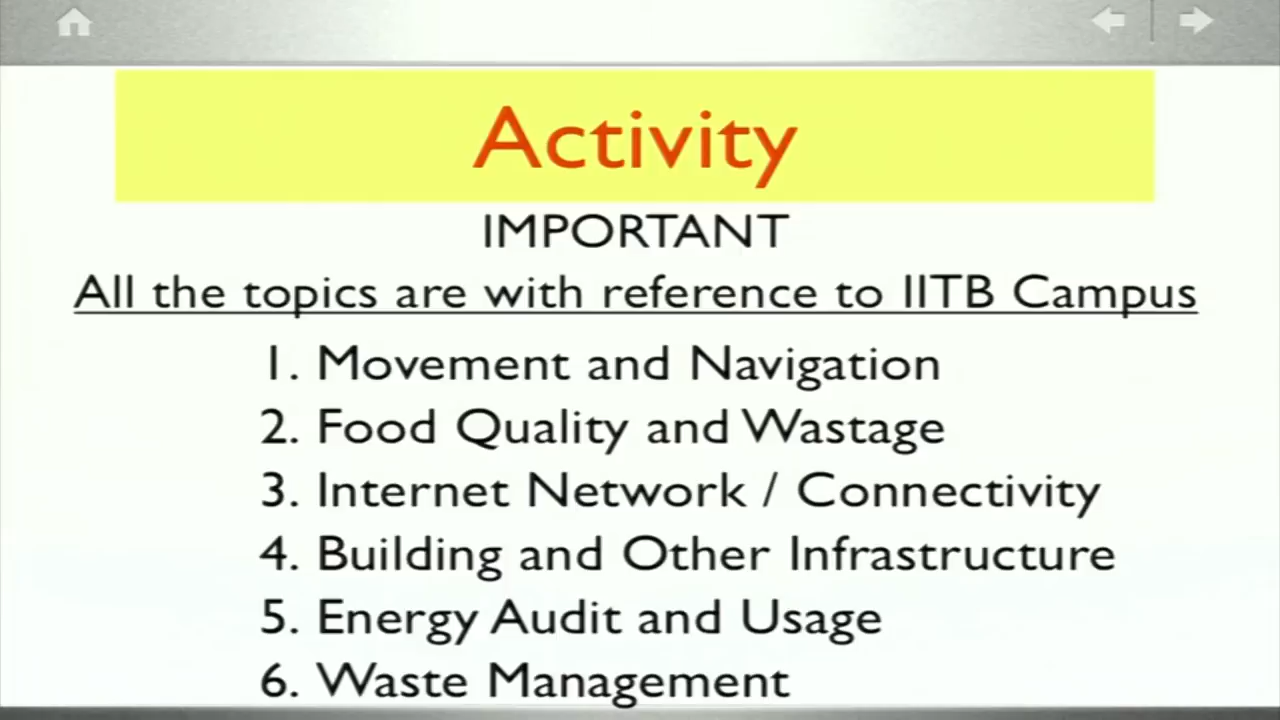 Activity
IMPORTANT
All the topics are with reference to IITB Campus
1. Movement and Navigation
2. Food Quality and Wastage
3. Internet Network / Connectivity
4. Building and Other Infrastructure
5. Energy Audit and Usage
6. Waste Management